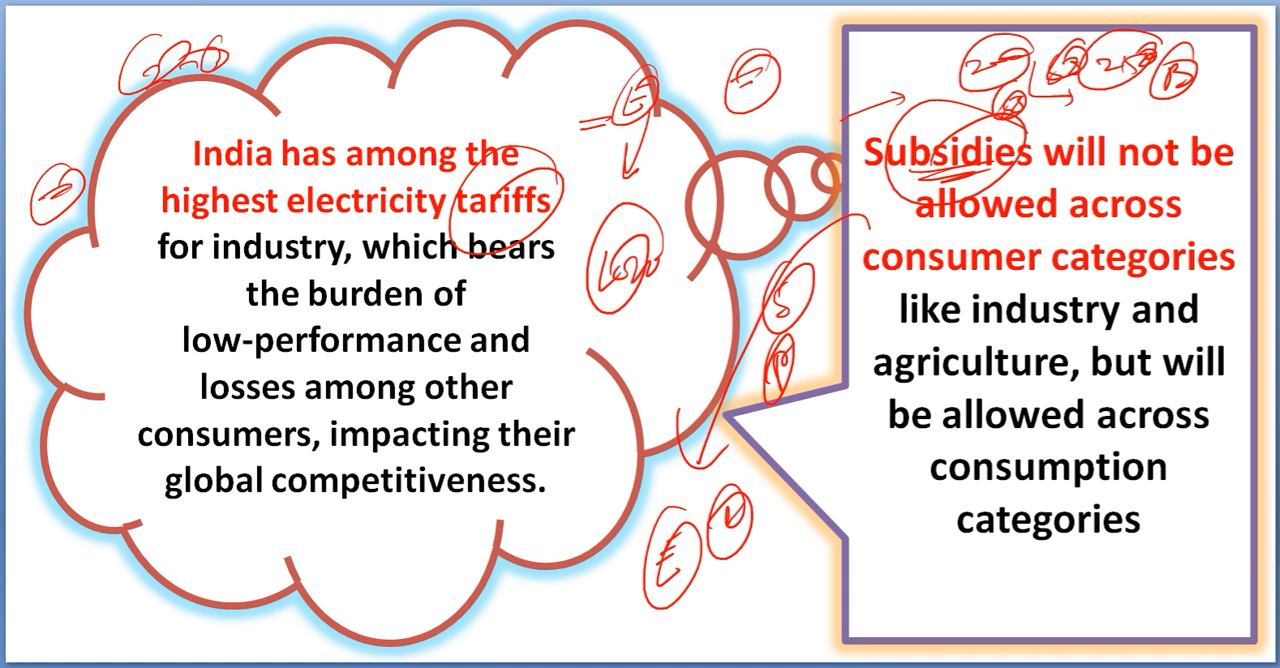 India has among the
highest electricity tariffs
for industry, which bears
the burden of
low-performance and
losses among other
consumers, impacting their
global competitiveness.
Subsidies will not be
allowed across
consumer categories
like industry and
agriculture, but will
be allowed across
consumption
categories